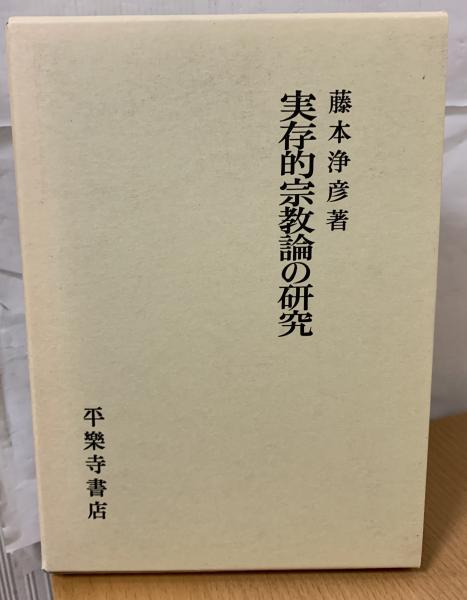 藤本浄彦著
実存的宗教論の研究
平樂寺書店